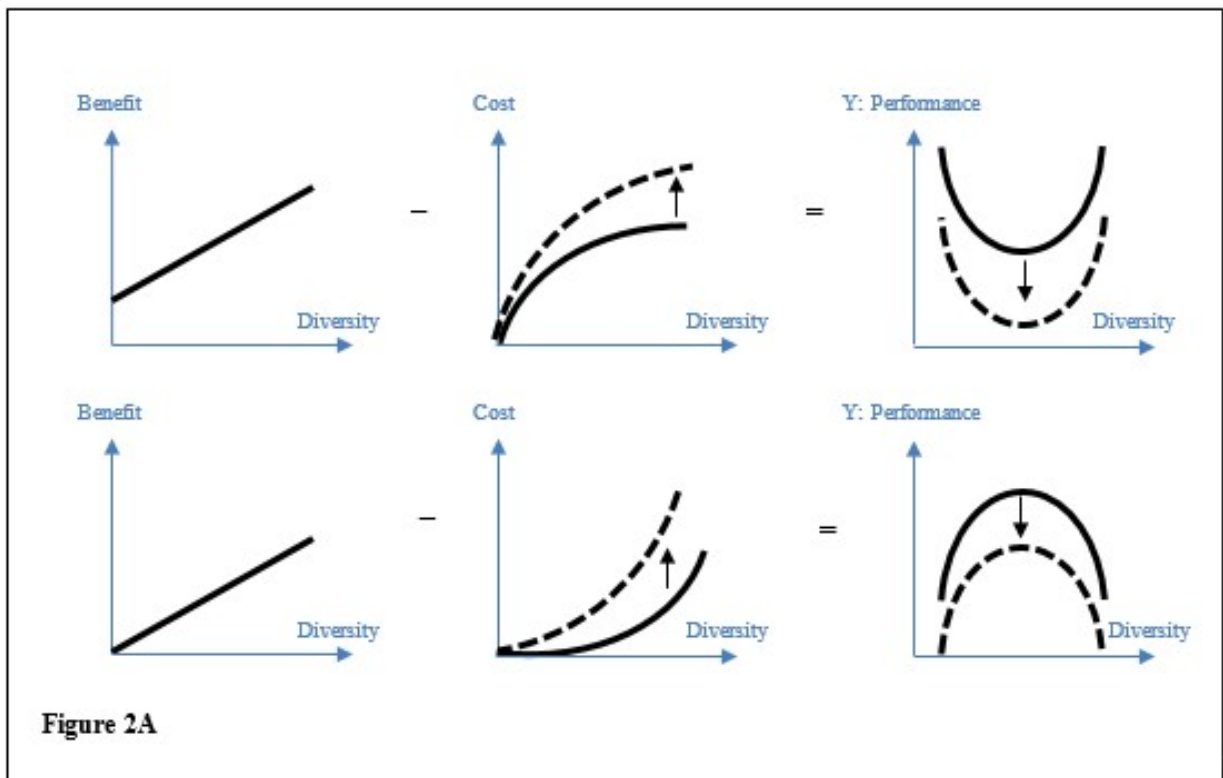 Benefit
Cost
Y: Performance
–
=
Diversity
Diversity
Diversity
Benefit
Cost
Y: Performance
–
=
Diversity
Diversity
Diversity
Figure 2A